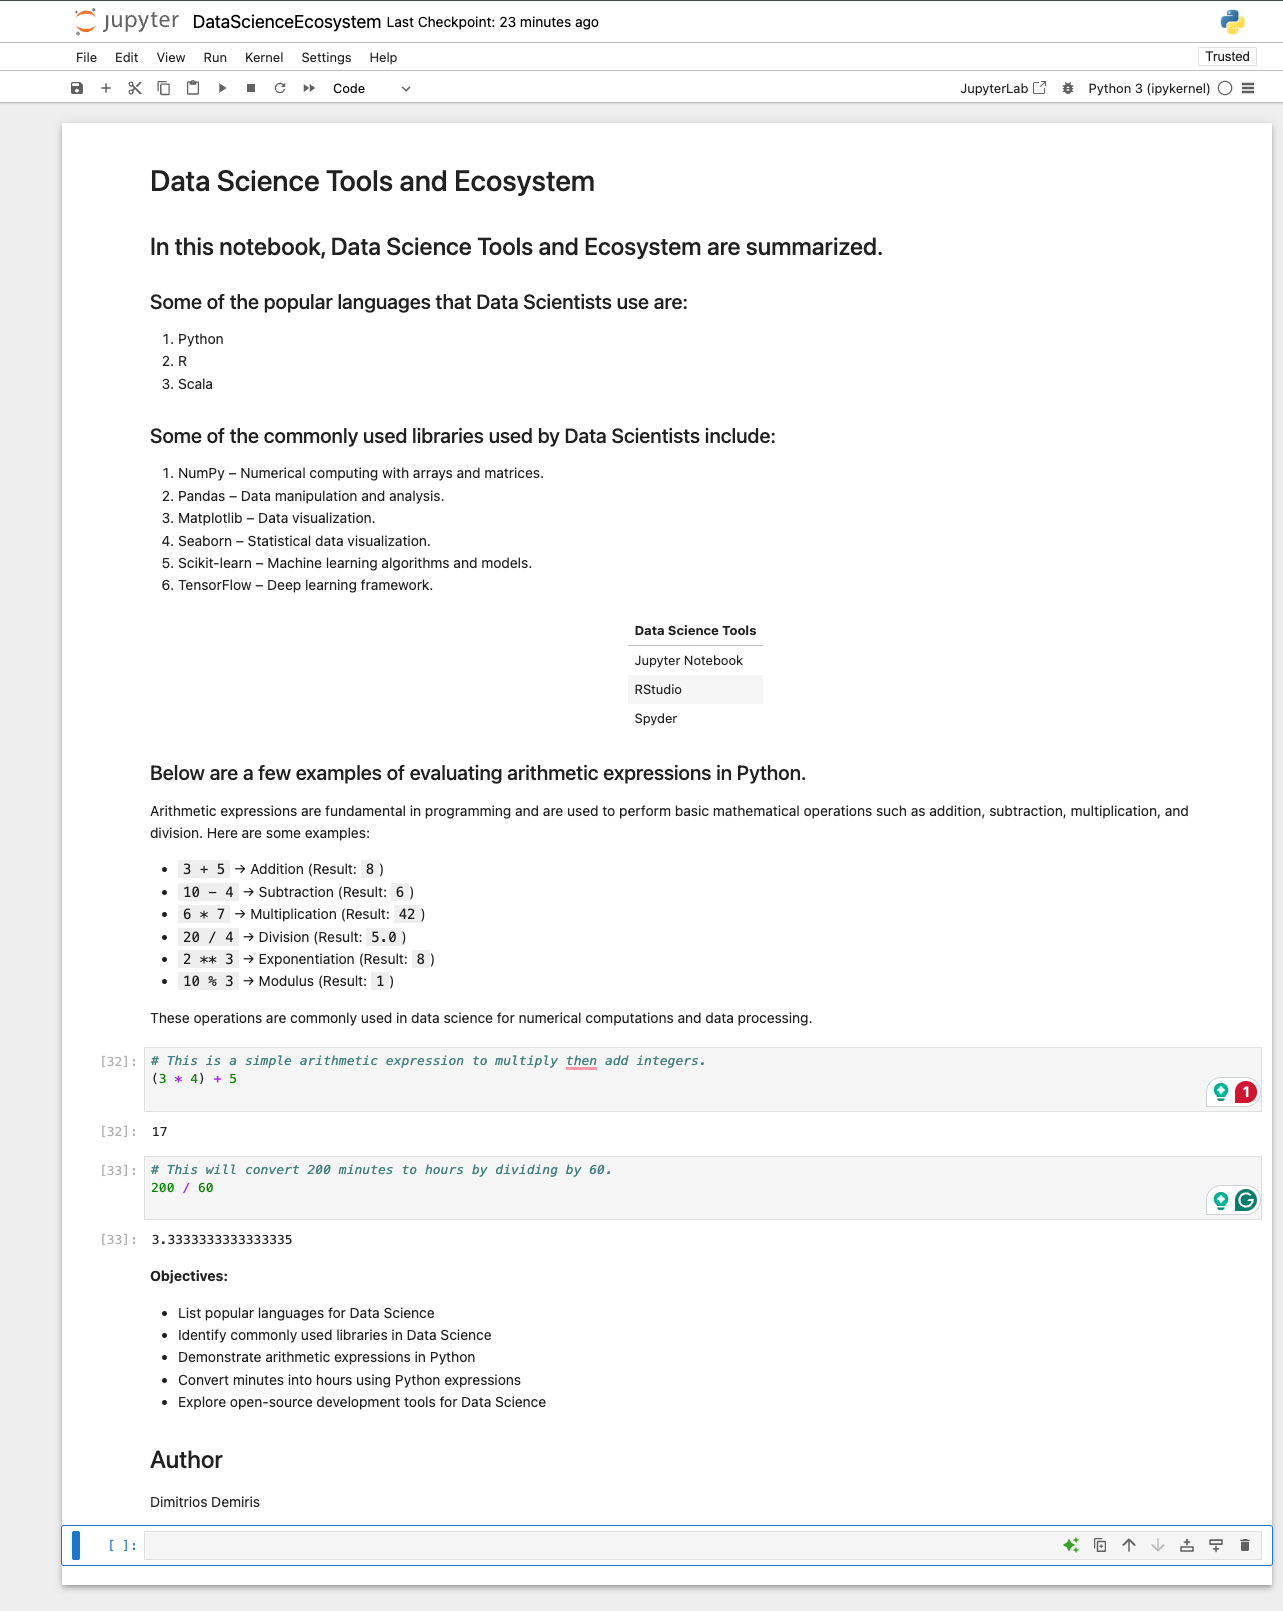 jupyter DataScienceEcosystem Last Checkpoint: 23 minutes ago
File Edit View Run Kernel Settings Help Trusted
Code JupyterLab Python 3 (ipykernel)
Data Science Tools and Ecosystem
In this notebook, Data Science Tools and Ecosystem are summarized.
Some of the popular languages that Data Scientists use are:
1. Python
2. R
3. Scala
Some of the commonly used libraries used by Data Scientists include:
1. NumPy – Numerical computing with arrays and matrices.
2. Pandas – Data manipulation and analysis.
3. Matplotlib – Data visualization.
4. Seaborn – Statistical data visualization.
5. Scikit-learn – Machine learning algorithms and models.
6. TensorFlow – Deep learning framework.
Data Science Tools
Jupyter Notebook
RStudio
Spyder
Below are a few examples of evaluating arithmetic expressions in Python.
Arithmetic expressions are fundamental in programming and are used to perform basic mathematical operations such as addition, subtraction, multiplication, and
division. Here are some examples:
• 3 + 5 → Addition (Result: 8 )
• 10 - 4 → Subtraction (Result: 6 )
• 6 * 7 → Multiplication (Result: 42 )
• 20 / 4 → Division (Result: 5.0 )
• 2 ** 3 → Exponentiation (Result: 8 )
• 10 % 3 → Modulus (Result: 1 )
These operations are commonly used in data science for numerical computations and data processing.
[32]: # This is a simple arithmetic expression to multiply then add integers.
(3 * 4) + 5
1
[32]: 17
[33]: # This will convert 200 minutes to hours by dividing by 60.
200 / 60
[33]: 3.3333333333333335
Objectives:
• List popular languages for Data Science
• Identify commonly used libraries in Data Science
• Demonstrate arithmetic expressions in Python
• Convert minutes into hours using Python expressions
• Explore open-source development tools for Data Science
Author
Dimitrios Demiris
[ ]: